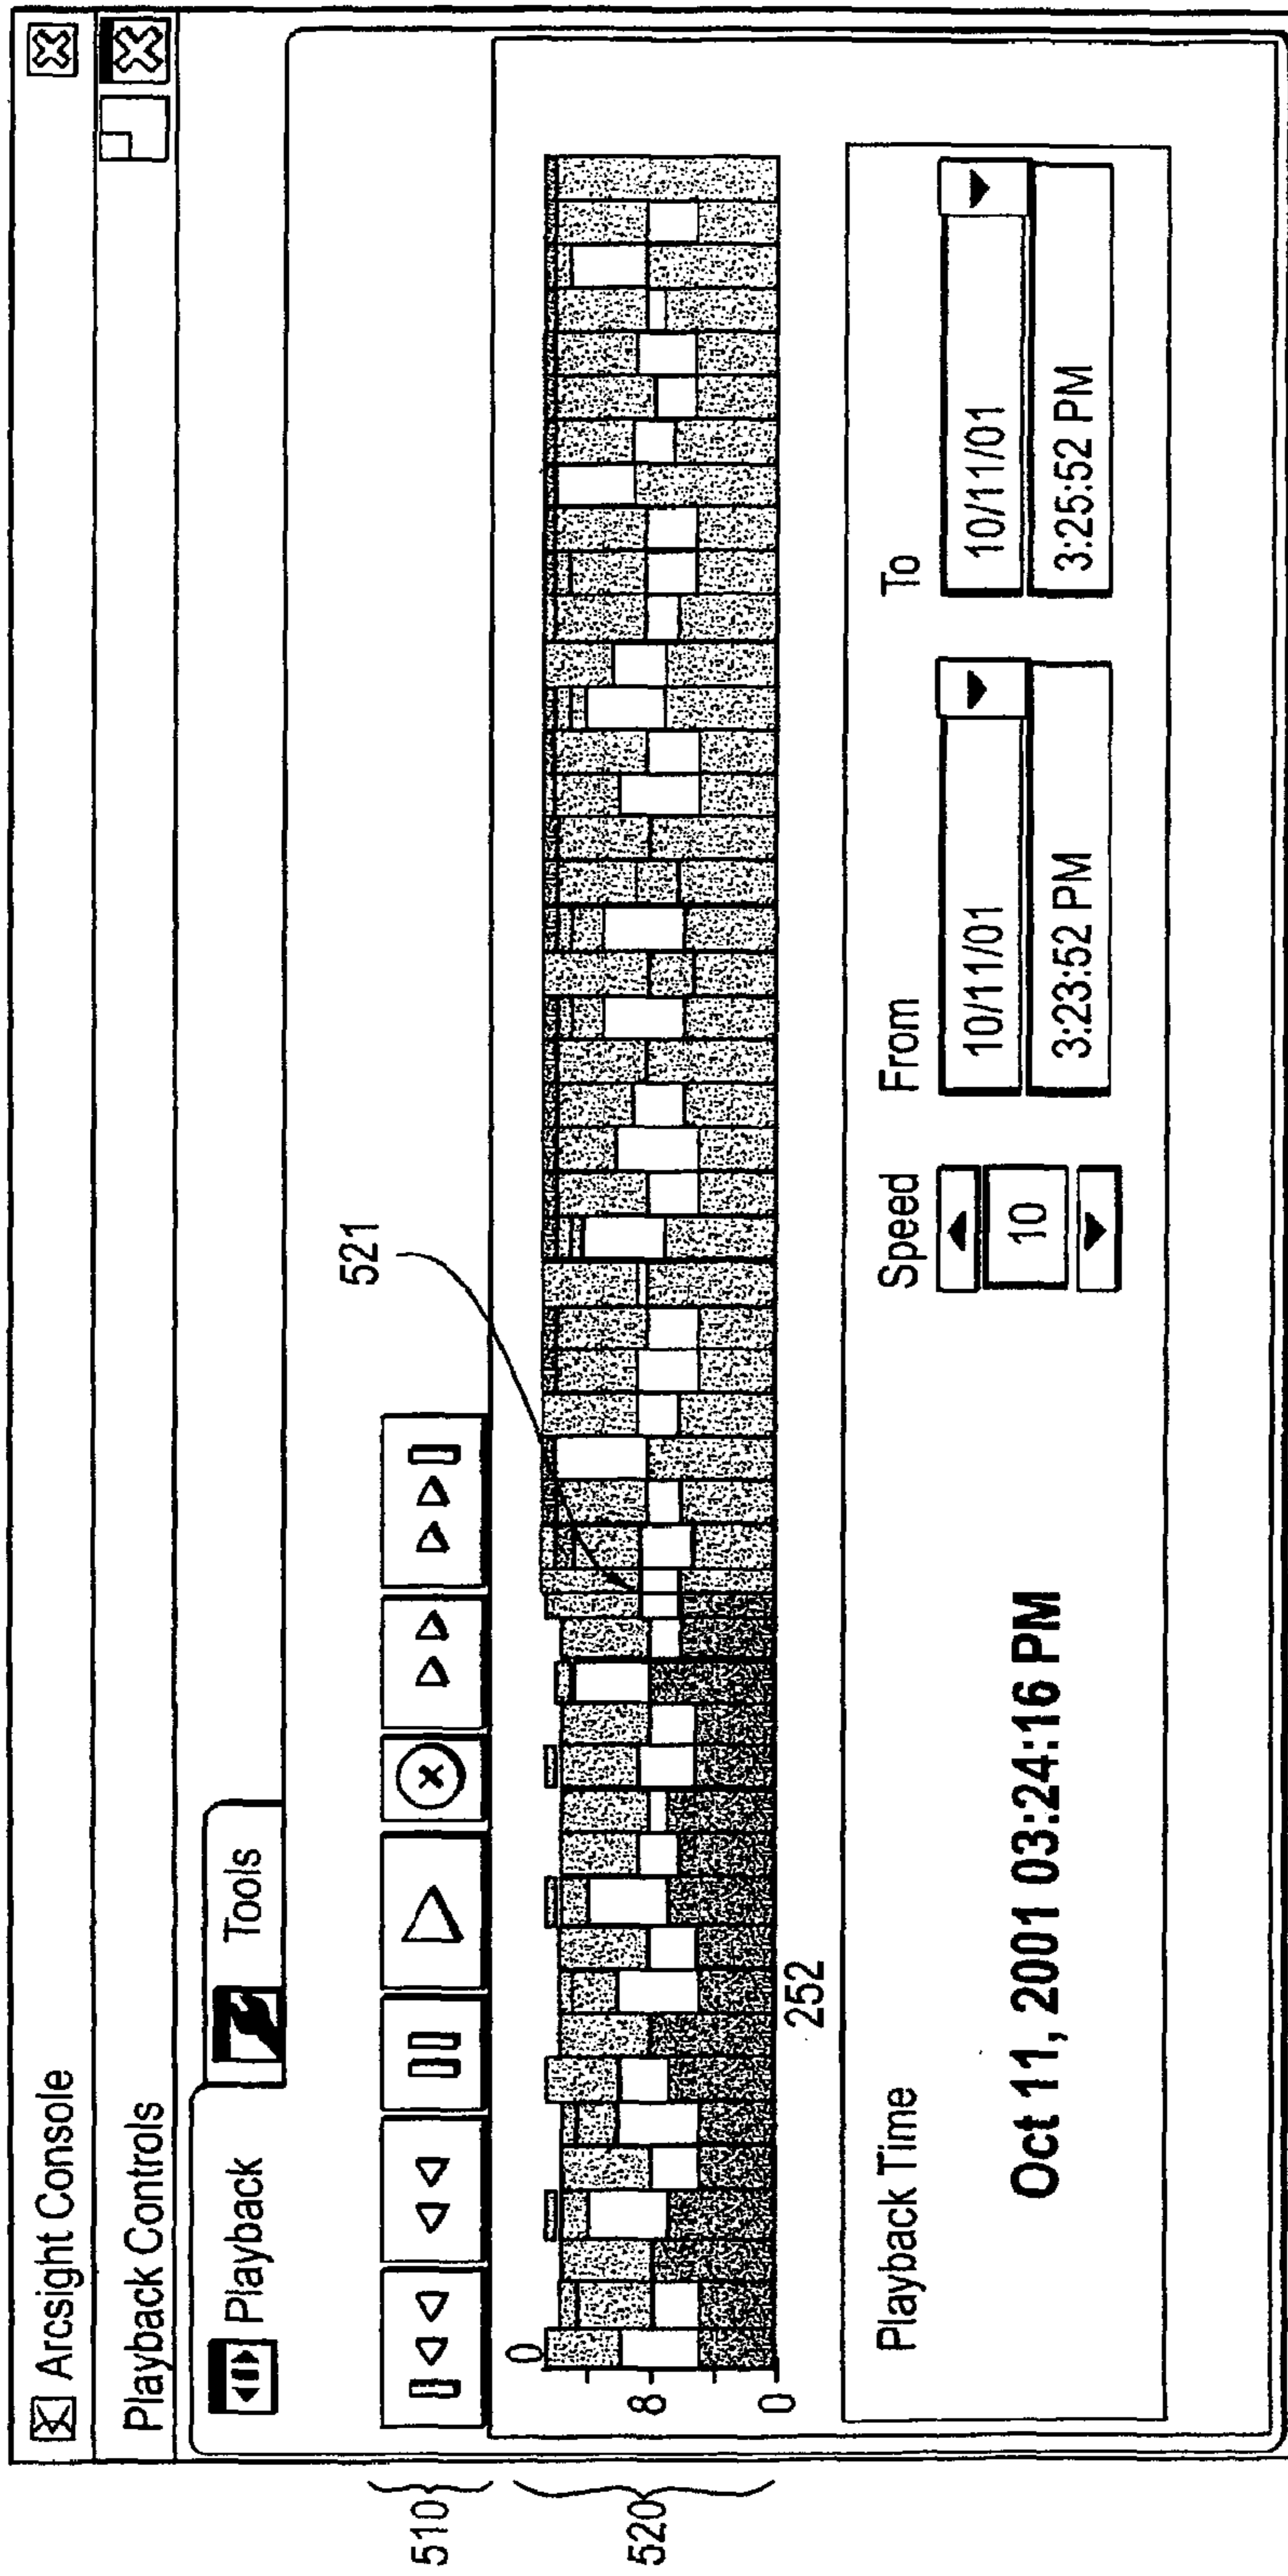 Arcsight Console
Playback Controls
Playback
Tools
510
520
521
0
8
0
252
Playback Time
Oct 11, 2001 03:24:16 PM
Speed
10
From
10/11/01
3:23:52 PM
To
10/11/01
3:25:52 PM